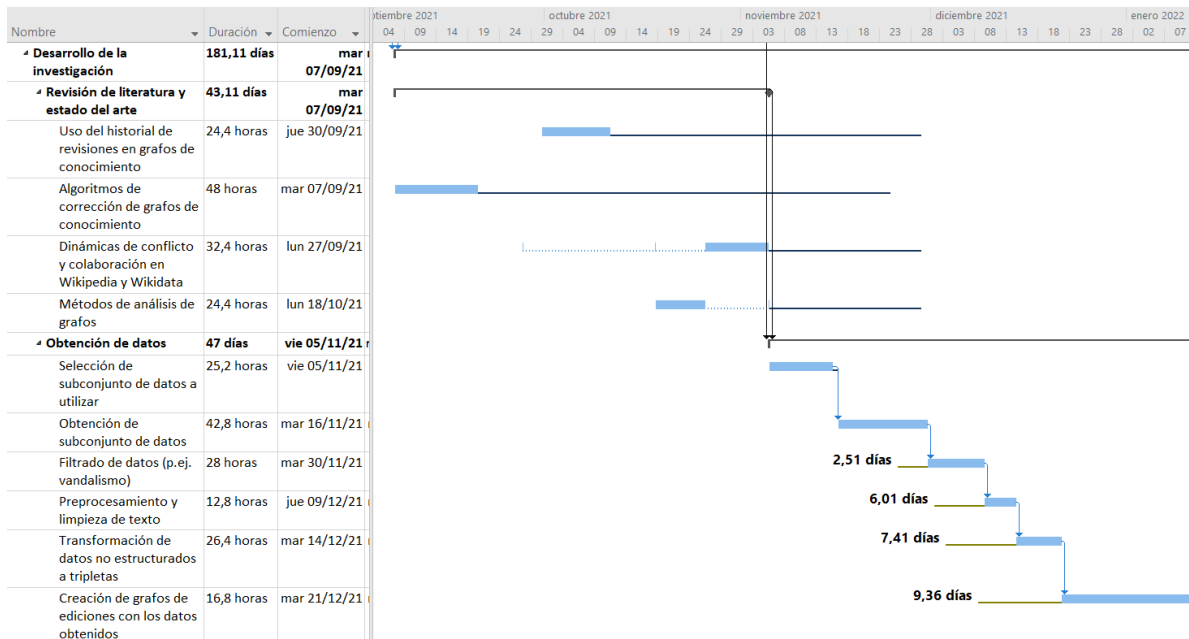 otiembre 2021 octubre 2021 noviembre 2021 diciembre 2021 enero 2022
Nombre Duración Comienzo 04 09 14 19 24 29 04 09 14 19 24 29 03 08 13 18 23 28 03 08 13 18 23 28 02 07
Desarrollo de la 181,11 días mar
investigación 07/09/21
Revisión de literatura y 43,11 días mar
estado del arte 07/09/21
Uso del historial de 24,4 horas jue 30/09/21
revisiones en grafos de
conocimiento
Algoritmos de 48 horas mar 07/09/21
corrección de grafos de
conocimiento
Dinámicas de conflicto 32,4 horas lun 27/09/21
y colaboración en
Wikipedia y Wikidata
Métodos de análisis de 24,4 horas lun 18/10/21
grafos
Obtención de datos 47 días vie 05/11/21
Selección de 25,2 horas vie 05/11/21
subconjunto de datos a
utilizar
Obtención de 42,8 horas mar 16/11/21
subconjunto de datos
Filtrado de datos (p.ej. 28 horas mar 30/11/21 2,51 días
vandalismo)
Preprocesamiento y 12,8 horas jue 09/12/21 6,01 días
limpieza de texto
Transformación de 26,4 horas mar 14/12/21 7,41 días
datos no estructurados
a tripletas
Creación de grafos de 16,8 horas mar 21/12/21 9,36 días
ediciones con los datos
obtenidos